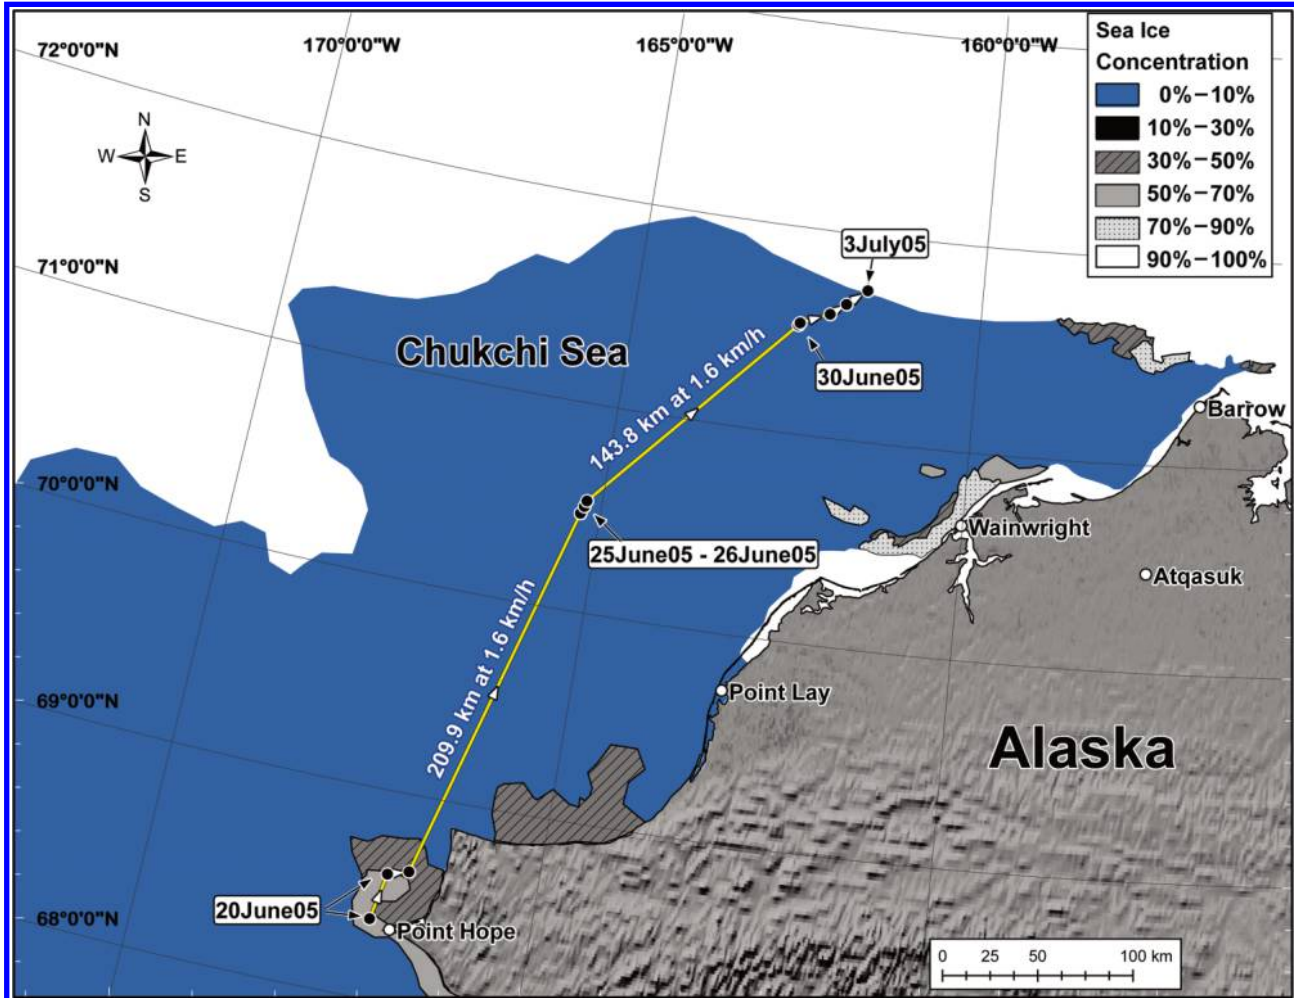 170°0'0"W
165°0'0"W
160°0'0"W
72°0'0"N
71°0'0"N
70°0'0"N
69°0'0"N
68°0'0"N
N
W
E
S
Sea Ice
Concentration
0%–10%
10%–30%
30%–50%
50%–70%
70%–90%
90%–100%
3July05
Chukchi Sea
30June05
143.8 km at 1.6 km/h
Barrow
25June05 - 26June05
Wainwright
Atqasuk
209.9 km at 1.6 km/h
Point Lay
Alaska
20June05
Point Hope
0 25 50 100 km